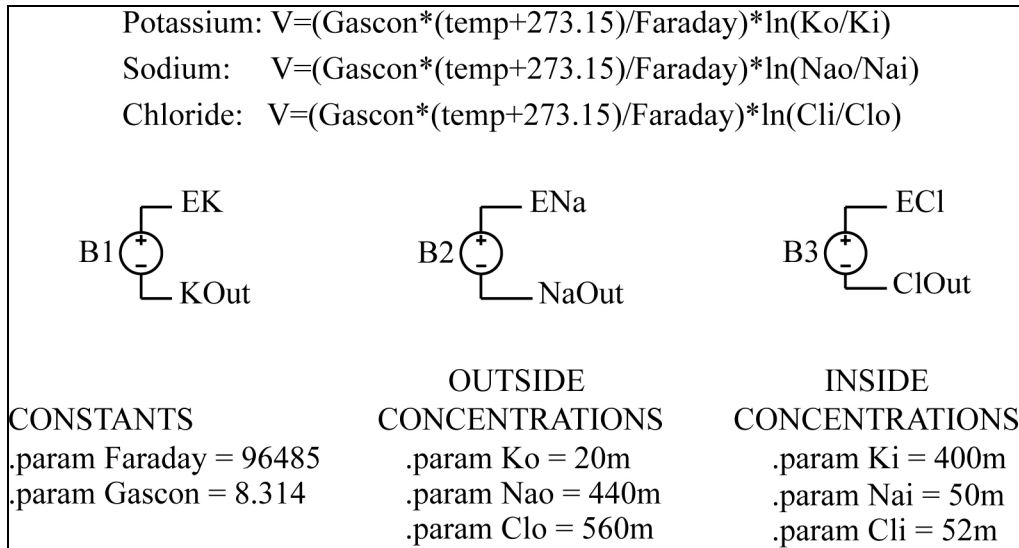 Potassium: V=(Gascon*(temp+273.15)/Faraday)*ln(Ko/Ki)
Sodium: V=(Gascon*(temp+273.15)/Faraday)*ln(Nao/Nai)
Chloride: V=(Gascon*(temp+273.15)/Faraday)*ln(Cli/Clo)
EK
B1
+
−
KOut
ENa
B2
+
−
NaOut
ECl
B3
+
−
ClOut
CONSTANTS
.param Faraday = 96485
.param Gascon = 8.314
OUTSIDE
CONCENTRATIONS
.param Ko = 20m
.param Nao = 440m
.param Clo = 560m
INSIDE
CONCENTRATIONS
.param Ki = 400m
.param Nai = 50m
.param Cli = 52m